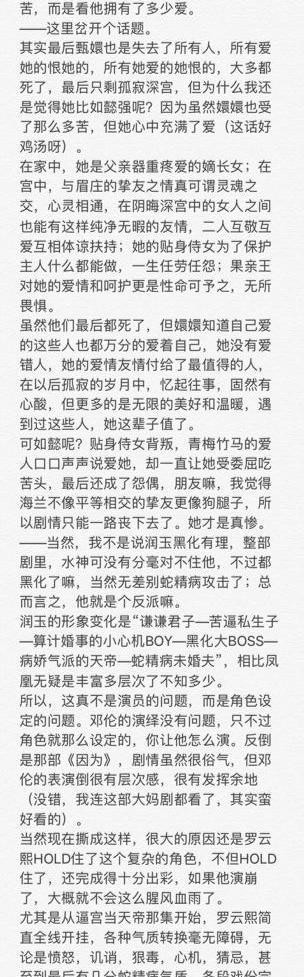 苦，而是看他拥有了多少爱。
——这里岔开个话题。
其实最后甄嬛也是失去了所有人，所有爱
她的恨她的，所有她爱的她恨的，大多都
死了，最后只剩孤寂深宫，但为什么我还
是觉得她比如懿强呢？因为虽然嬛嬛也受
了那么多苦，但她心中充满了爱（这话好
鸡汤呀）。
在家中，她是父亲器重疼爱的嫡长女；在
宫中，与眉庄的挚友之情真可谓灵魂之
交，心灵相通，在阴晦深宫中的女人之间
也能有这样纯净无暇的友情，二人互敬互
爱互相体谅扶持；她的贴身侍女为了保护
主人什么都能做，一生任劳任怨；果亲王
对她的爱情和呵护更是性命可予之，无所
畏惧。
虽然他们最后都死了，但嬛嬛知道自己爱
的这些人也都万分的爱着自己，她没有爱
错人，她的爱情友情付给了最值得的人，
在以后孤寂的岁月中，忆起往事，固然有
心酸，但更多的是无限的美好和温暖，遇
到过这些人，她这辈子值了。
可如懿呢？贴身侍女背叛，青梅竹马的爱
人口口声声说爱她，却一直让她受委屈吃
苦头，最后还成了怨偶，朋友嘛，我觉得
海兰不像平等相交的挚友更像狗腿子，所
以剧情只能一路丧下去了。她才是真惨。
——当然，我不是说润玉黑化有理，整部
剧里，水神可没有分毫对不住他，不过都
黑化了嘛，当然无差别蛇精病攻击了；总
而言之，他就是个反派嘛。
润玉的形象变化是“谦谦君子—苦逼私生子
—算计婚事的小心机BOY—黑化大BOSS—
病娇气派的天帝—蛇精病未婚夫”，相比凤
凰无疑是丰富多层次了不知多少。
所以，这真不是演员的问题，而是角色设
定的问题。邓伦的演绎没有问题，只不过
角色就那么设定的，你让他怎么演。反倒
是那部《因为》，剧情虽然很俗气，但邓
伦的表演倒很有层次感，很有发挥余地
（没错，我连这部大妈剧都看了，其实蛮
好看的）。
当然现在撕成这样，很大的原因还是罗云
熙HOLD住了这个复杂的角色，不但HOLD
住了，还完成得十分出彩，如果他演崩
了，大概就不会这么腥风血雨了。
尤其是从逼宫当天帝那集开始，罗云熙简
直全线开挂，各种气质转换毫无障碍，无
论是愤怒，讥诮，狠毒，心机，猜忌，甚